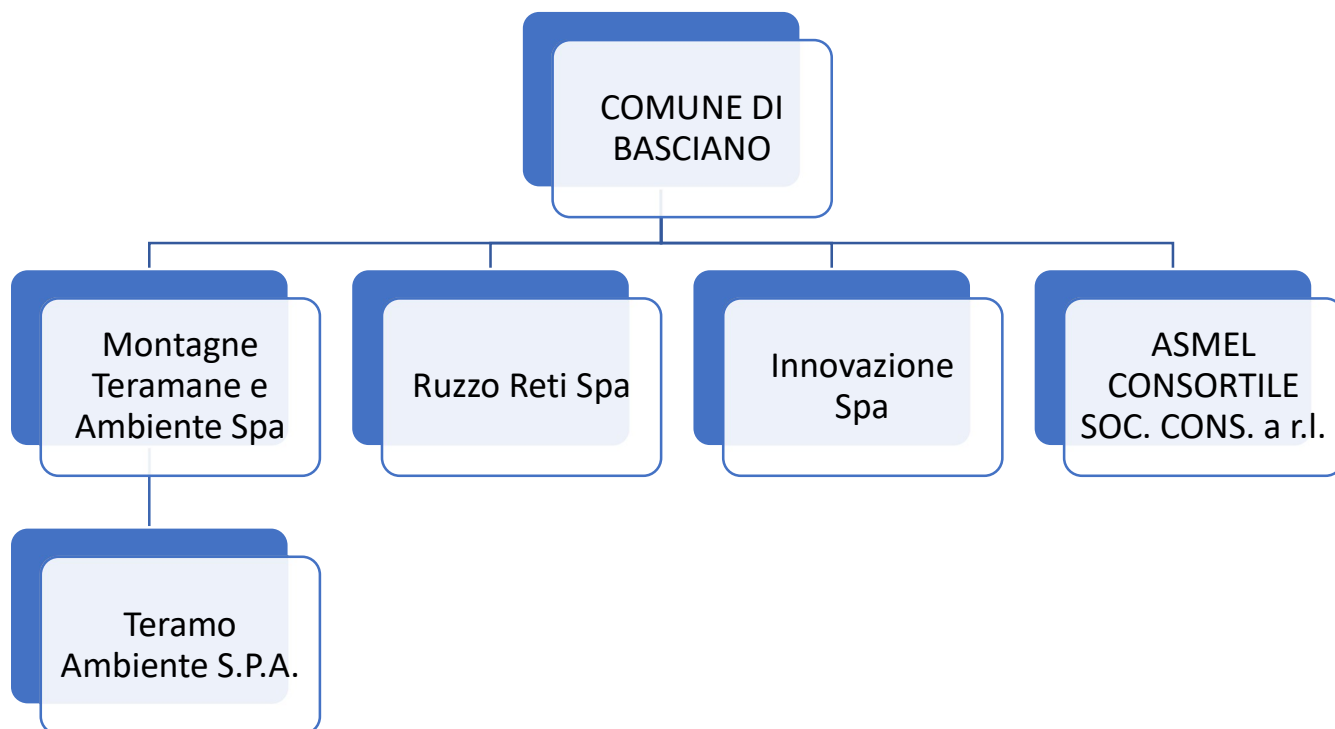 COMUNE DI
BASCIANO
Montagne
Teramane e
Ambiente Spa
Ruzzo Reti Spa
Innovazione
Spa
ASMEL
CONSORTILE
SOC. CONS. a r.l.
Teramo
Ambiente S.P.A.